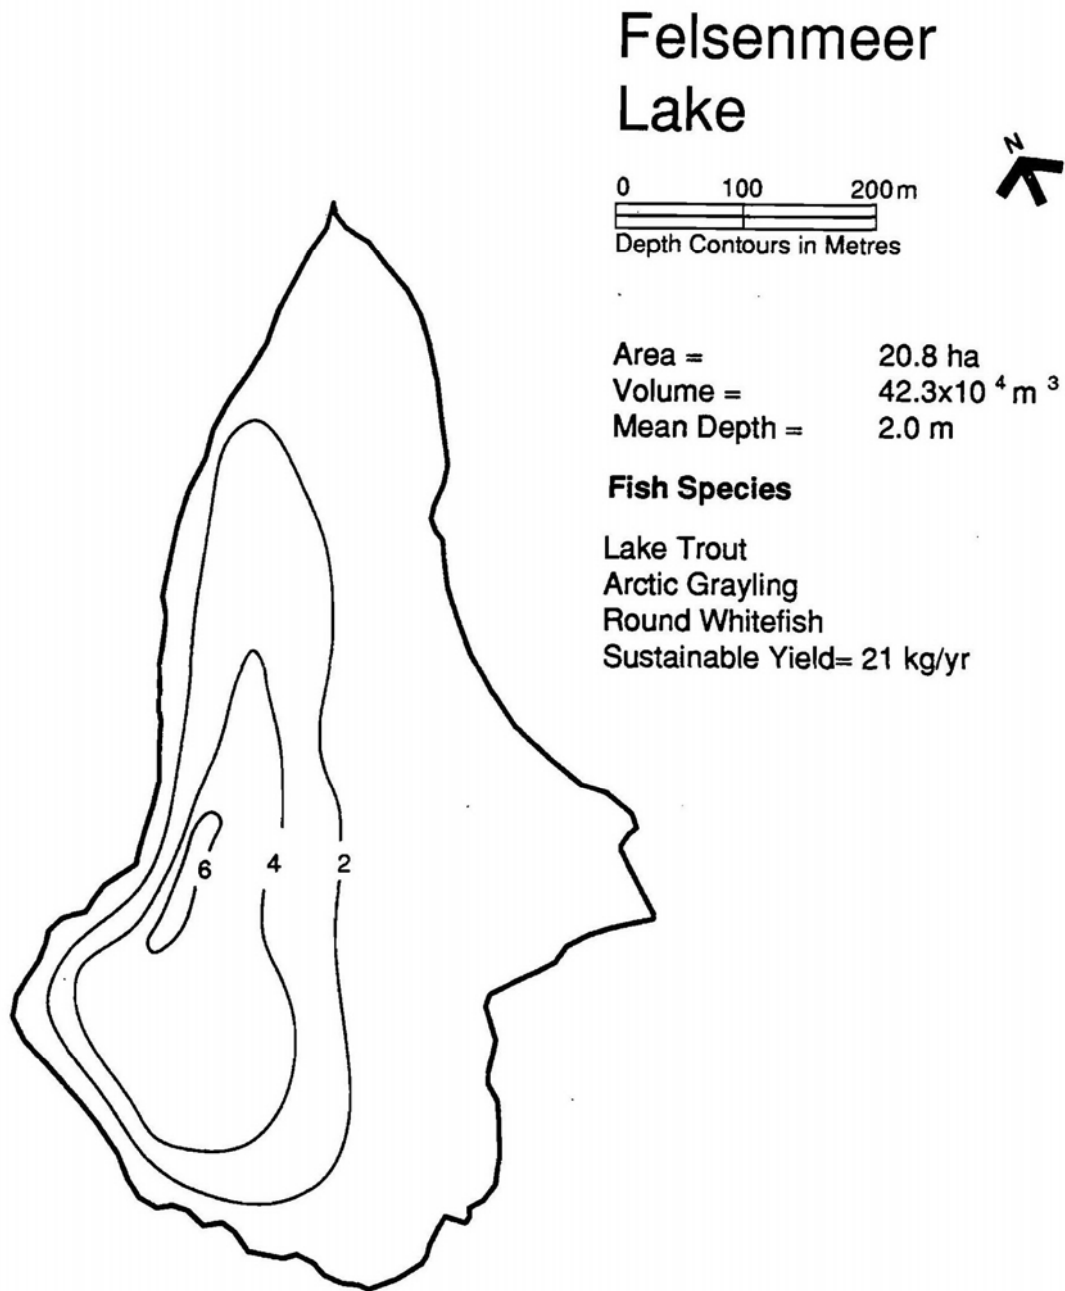 Felsenmeer
Lake
N
0 100 200m
Depth Contours in Metres
Area = 20.8 ha
Volume = 42.3x10 ⁴ m ³
Mean Depth = 2.0 m
Fish Species
Lake Trout
Arctic Grayling
Round Whitefish
Sustainable Yield= 21 kg/yr
6 4 2